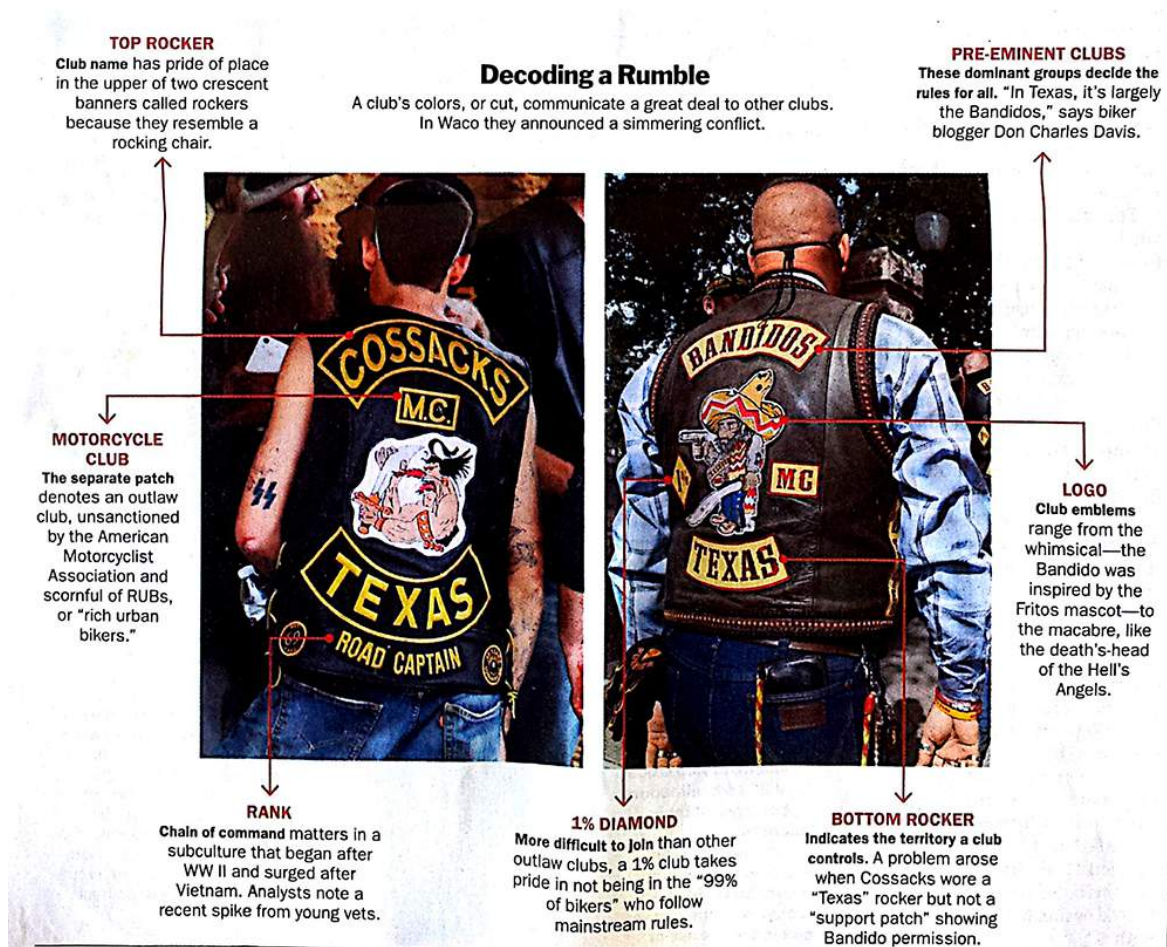 Decoding a Rumble
A club's colors, or cut, communicate a great deal to other clubs.
In Waco they announced a simmering conflict.
TOP ROCKER
Club name has pride of place
in the upper of two crescent
banners called rockers
because they resemble a
rocking chair.
PRE-EMINENT CLUBS
These dominant groups decide the
rules for all. "In Texas, it's largely
the Bandidos," says biker
blogger Don Charles Davis.
COSSACKS
M.C.
TEXAS
ROAD CAPTAIN
BANDIDOS
MC
TEXAS
MOTORCYCLE
CLUB
The separate patch
denotes an outlaw
club, unsanctioned
by the American
Motorcyclist
Association and
scornful of RUBs,
or "rich urban
bikers."
LOGO
Club emblems
range from the
whimsical—the
Bandido was
inspired by the
Fritos mascot—to
the macabre, like
the death's-head
of the Hell's
Angels.
RANK
Chain of command matters in a
subculture that began after
WW II and surged after
Vietnam. Analysts note a
recent spike from young vets.
1% DIAMOND
More difficult to join than other
outlaw clubs, a 1% club takes
pride in not being in the "99%
of bikers" who follow
mainstream rules.
BOTTOM ROCKER
Indicates the territory a club
controls. A problem arose
when Cossacks wore a
"Texas" rocker but not a
"support patch" showing
Bandido permission.